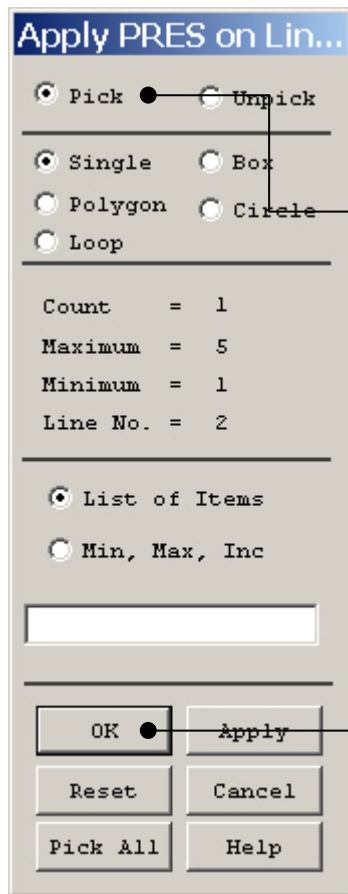 Apply PRES on Lin...
Pick Unpick
Single Box
Polygon Circle
Loop
Count = 1
Maximum = 5
Minimum = 1
Line No. = 2
List of Items
Min, Max, Inc
OK Apply
Reset Cancel
Pick All Help